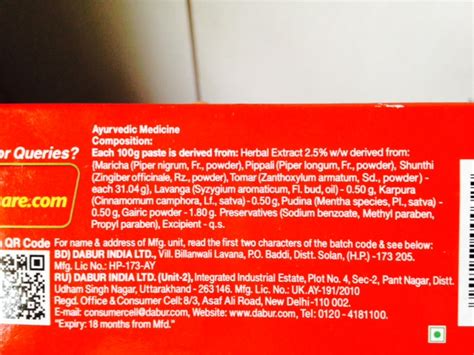 Ayurvedic Medicine
Composition:
Each 100g paste is derived from: Herbal Extract 2.5% w/w derived from:
(Maricha (Piper nigrum, Fr., powder), Pippali (Piper longum, Fr., powder), Shunthi
(Zingiber officinale, Rz., powder), Tomar (Zanthoxylum armatum, Sd., powder) -
each 31.04 g), Lavanga (Syzygium aromaticum, Fl. bud, oil) - 0.50 g, Karpura
(Cinnamomum camphora, Lf., satva) - 0.50 g, Pudina (Mentha species, Pl., satva) -
0.50 g, Gairic powder - 1.80 g. Preservatives (Sodium benzoate, Methyl paraben,
Propyl paraben), Excipient - q.s.
or Queries?
are.com
QR Code
For name & address of Mfg. unit, read the first two characters of the batch code & see below:
BD) DABUR INDIA LTD., Vill. Billanwali Lavana, P.O. Baddi, Distt. Solan, (H.P.) -173 205.
Mfg. Lic No.: HP-173-AY
RU) DABUR INDIA LTD. (Unit-2), Integrated Industrial Estate, Plot No. 4, Sec-2, Pant Nagar, Distt.
Udham Singh Nagar, Uttarakhand - 263146. Mfg. Lic No.: UK.AY-191/2010
Regd. Office & Consumer Cell: 8/3, Asaf Ali Road, New Delhi-110 002.
E-mail: consumercell@dabur.com, Website: www.dabur.com, Tel no.: 0120 - 4181100.
"Expiry: 18 months from Mfg."